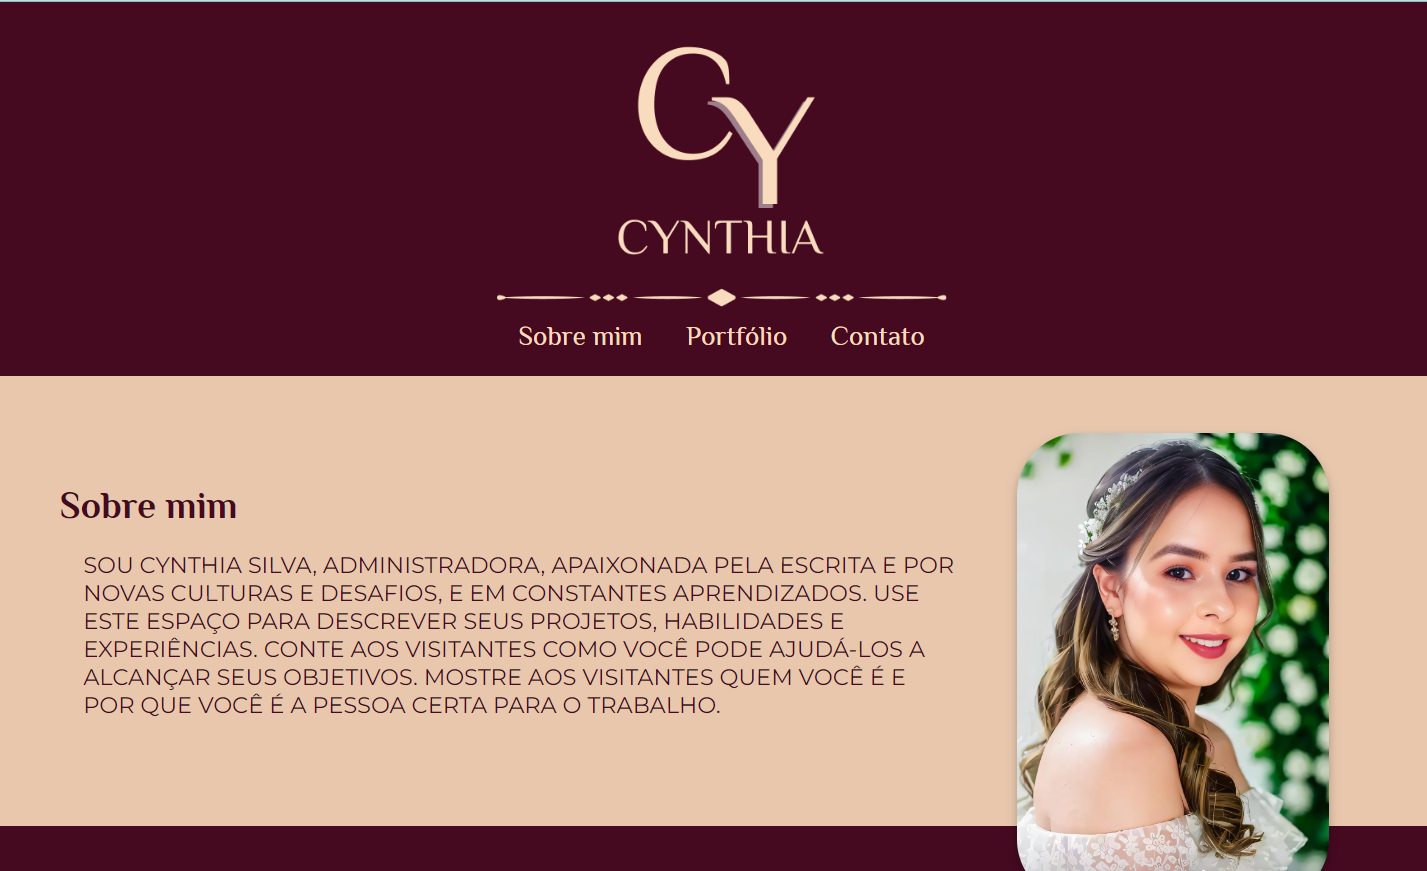 CY
CYNTHIA
Sobre mim Portfólio Contato
Sobre mim
SOU CYNTHIA SILVA, ADMINISTRADORA, APAIXONADA PELA ESCRITA E POR
NOVAS CULTURAS E DESAFIOS, E EM CONSTANTES APRENDIZADOS. USE
ESTE ESPAÇO PARA DESCREVER SEUS PROJETOS, HABILIDADES E
EXPERIÊNCIAS. CONTE AOS VISITANTES COMO VOCÊ PODE AJUDÁ-LOS A
ALCANÇAR SEUS OBJETIVOS. MOSTRE AOS VISITANTES QUEM VOCÊ É E
POR QUE VOCÊ É A PESSOA CERTA PARA O TRABALHO.